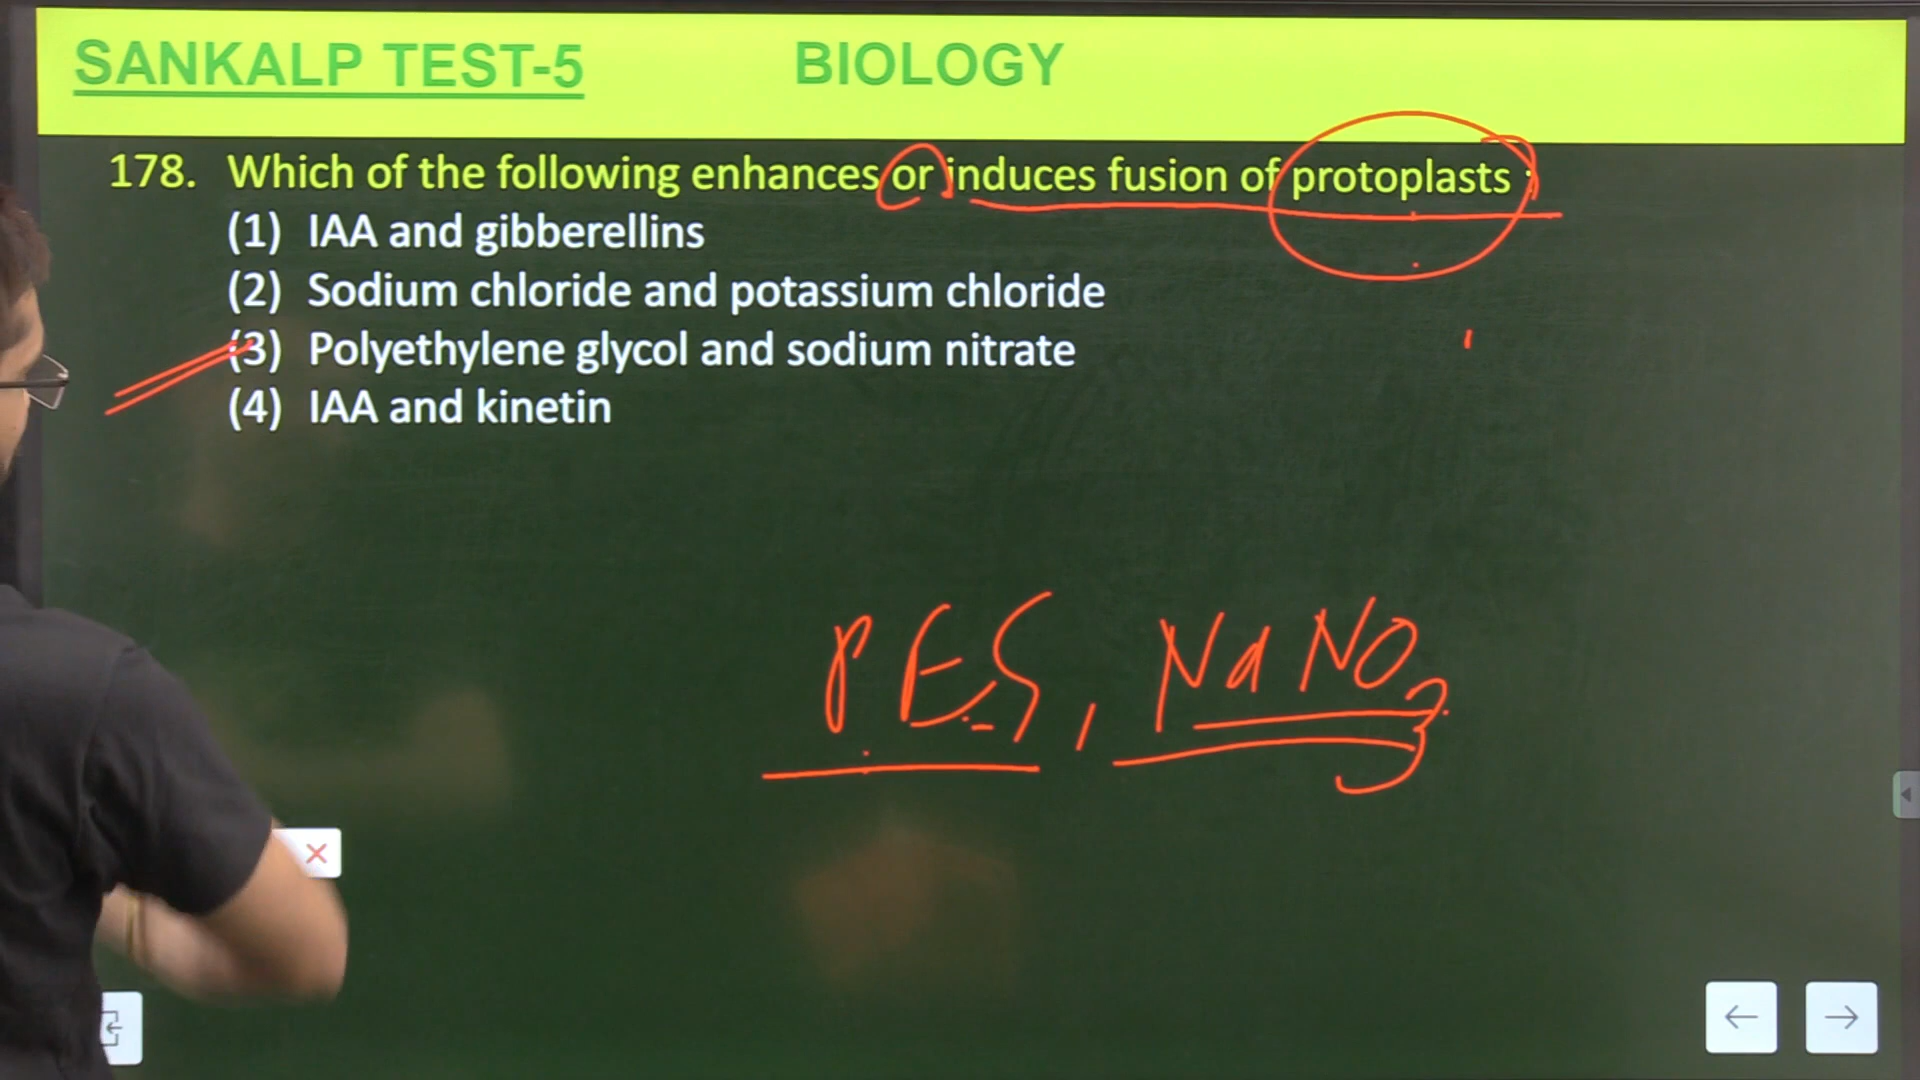 SANKALP TEST-5 BIOLOGY
178. Which of the following enhances or induces fusion of protoplasts :
(1) IAA and gibberellins
(2) Sodium chloride and potassium chloride
(3) Polyethylene glycol and sodium nitrate
(4) IAA and kinetin
PEG, NaNO3